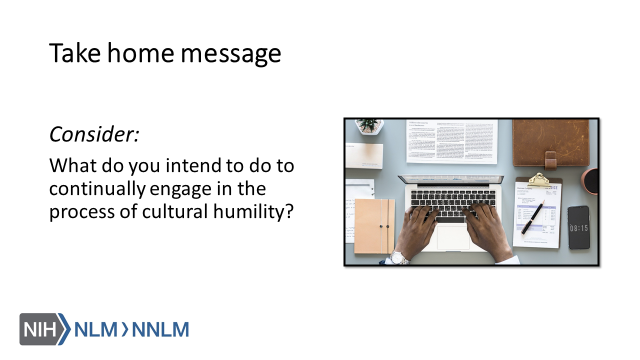 Take home message
Consider:
What do you intend to do to
continually engage in the
process of cultural humility?
08:15
NIH NLM NNLM